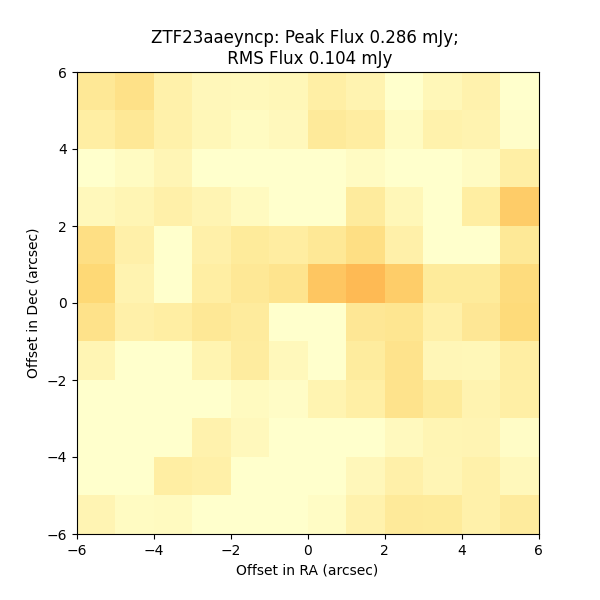 ZTF23aaeyncp: Peak Flux 0.286 mJy;
RMS Flux 0.104 mJy
6
4
2
0
−2
−4
−6
Offset in Dec (arcsec)
−6 −4 −2 0 2 4 6
Offset in RA (arcsec)